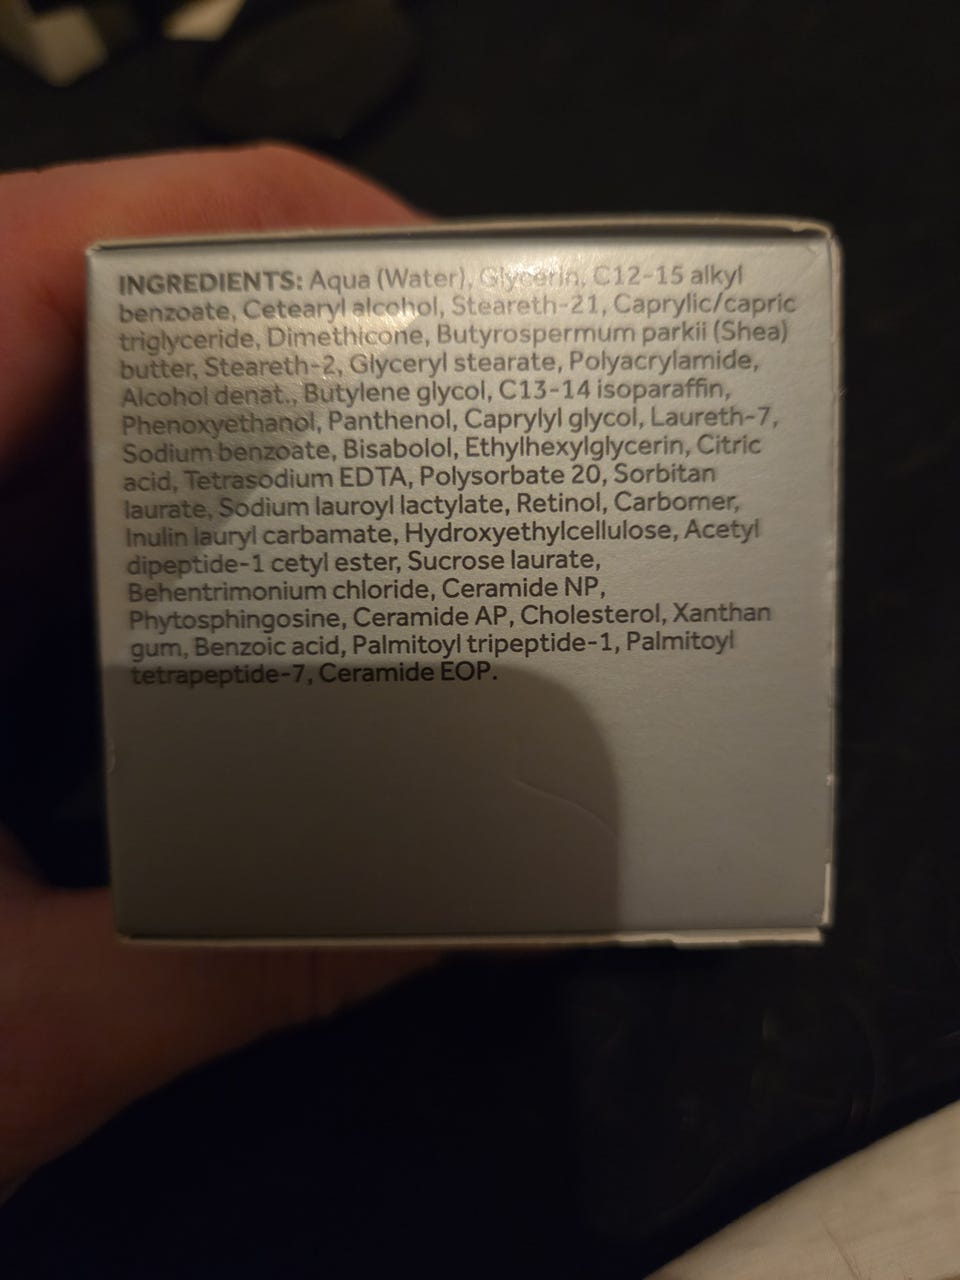 INGREDIENTS: Aqua (Water), Glycerin, C12-15 alkyl
benzoate, Cetearyl alcohol, Steareth-21, Caprylic/capric
triglyceride, Dimethicone, Butyrospermum parkii (Shea)
butter, Steareth-2, Glyceryl stearate, Polyacrylamide,
Alcohol denat., Butylene glycol, C13-14 isoparaffin,
Phenoxyethanol, Panthenol, Caprylyl glycol, Laureth-7,
Sodium benzoate, Bisabolol, Ethylhexylglycerin, Citric
acid, Tetrasodium EDTA, Polysorbate 20, Sorbitan
laurate, Sodium lauroyl lactylate, Retinol, Carbomer,
Inulin lauryl carbamate, Hydroxyethylcellulose, Acetyl
dipeptide-1 cetyl ester, Sucrose laurate,
Behentrimonium chloride, Ceramide NP,
Phytosphingosine, Ceramide AP, Cholesterol, Xanthan
gum, Benzoic acid, Palmitoyl tripeptide-1, Palmitoyl
tetrapeptide-7, Ceramide EOP.